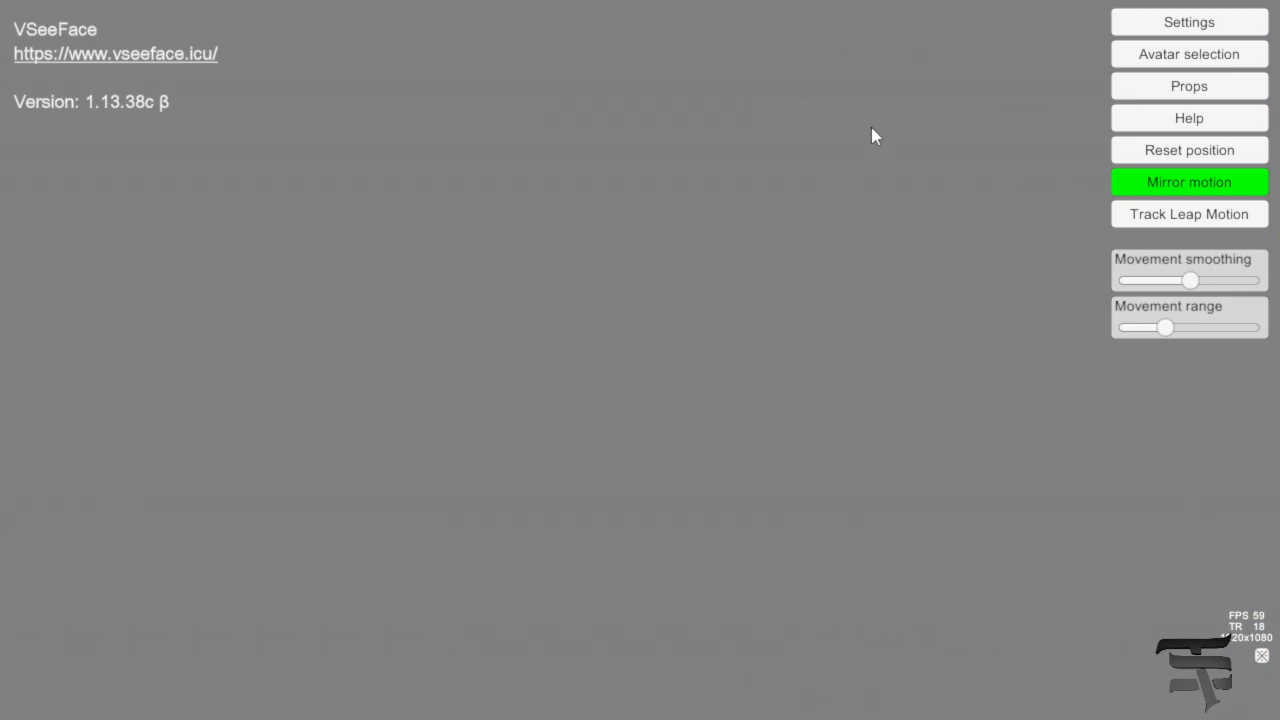 VSeeFace
https://www.vseeface.icu/
Version: 1.13.38c β
Settings
Avatar selection
Props
Help
Reset position
Mirror motion
Track Leap Motion
Movement smoothing
Movement range
FPS 59
TR 18